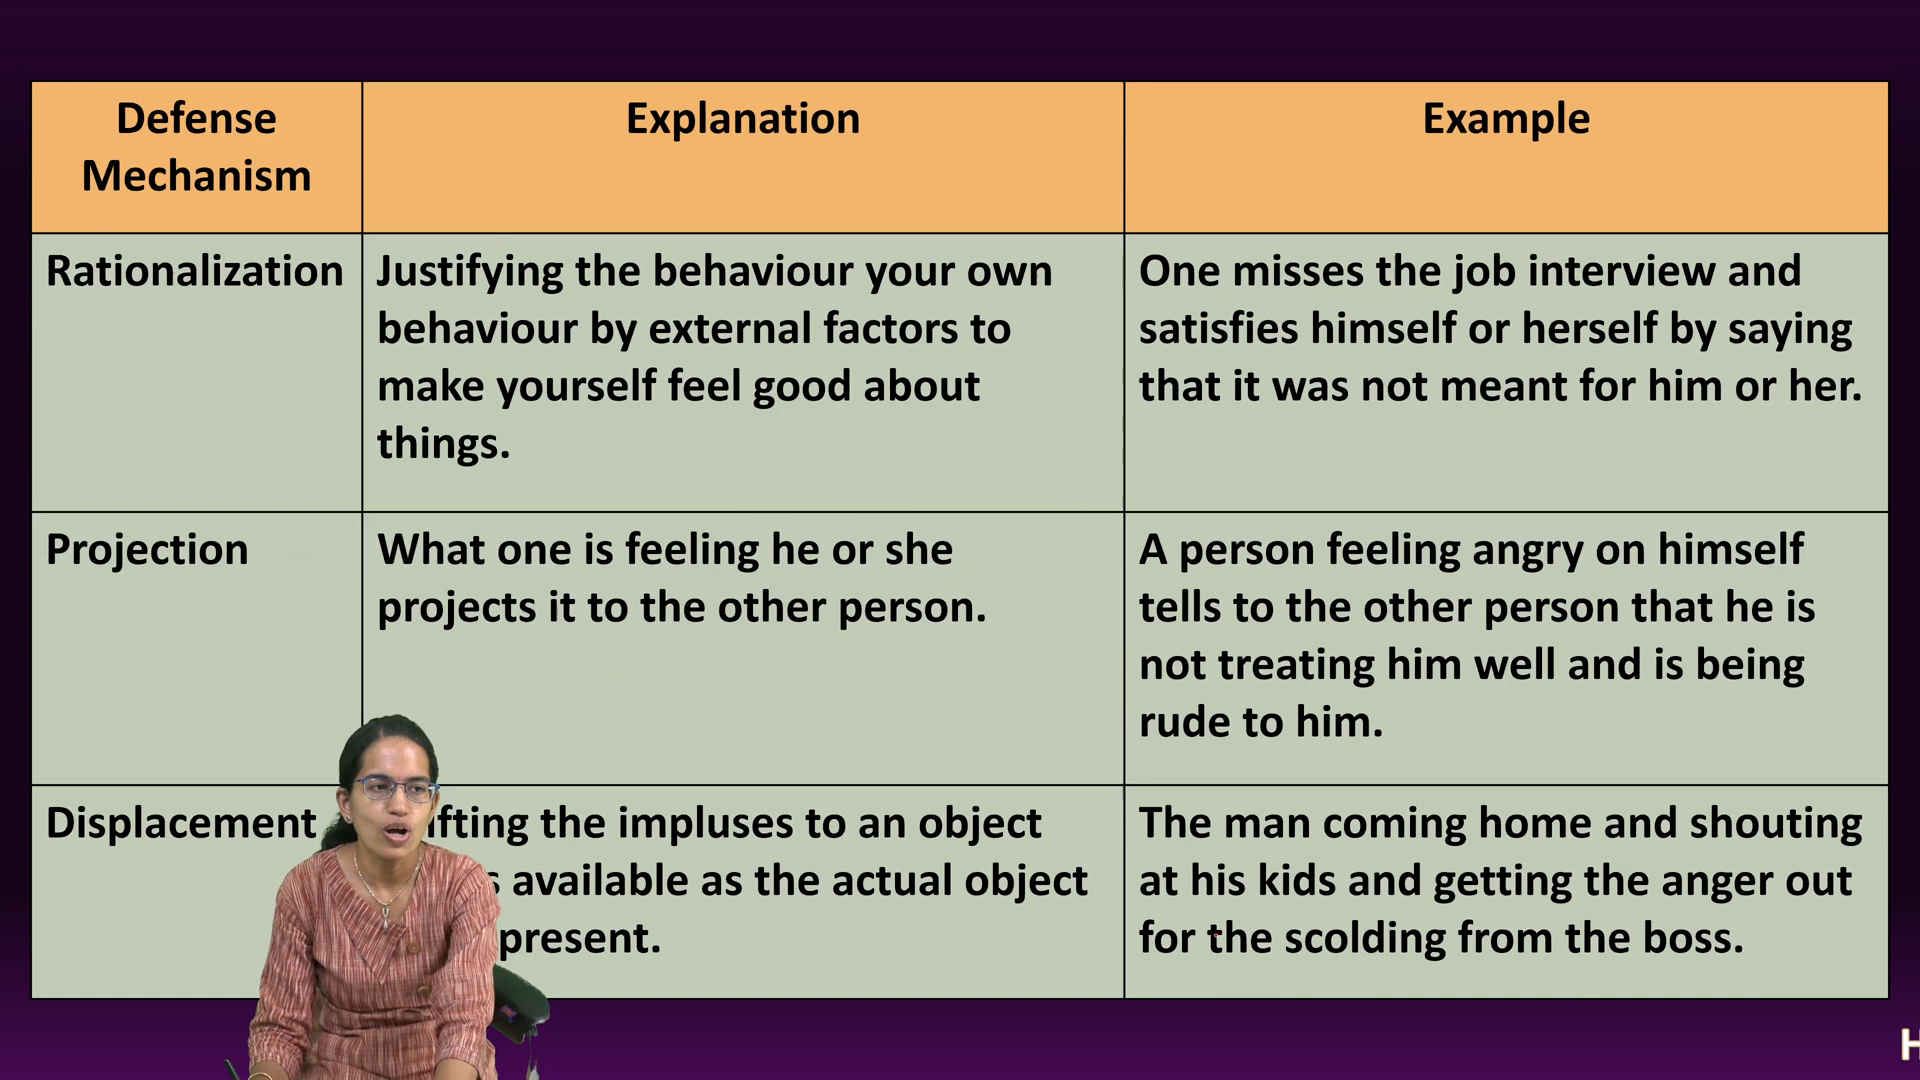 Defense
Mechanism
Explanation
Example
Rationalization
Justifying the behaviour your own
behaviour by external factors to
make yourself feel good about
things.
One misses the job interview and
satisfies himself or herself by saying
that it was not meant for him or her.
Projection
What one is feeling he or she
projects it to the other person.
A person feeling angry on himself
tells to the other person that he is
not treating him well and is being
rude to him.
Displacement
the impluses to an object
available as the actual object
present.
The man coming home and shouting
at his kids and getting the anger out
for the scolding from the boss.